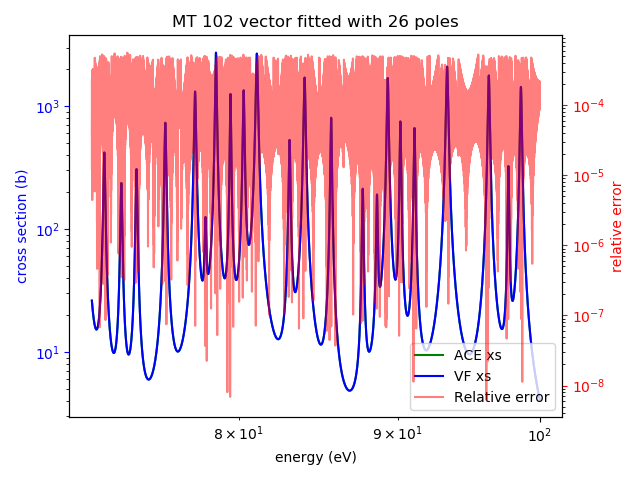 MT 102 vector fitted with 26 poles
cross section (b)
10³
10²
10¹
10⁻⁴
10⁻⁵
10⁻⁶
10⁻⁷
10⁻⁸
relative error
ACE xs
VF xs
Relative error
8 × 10¹ 9 × 10¹ 10²
energy (eV)